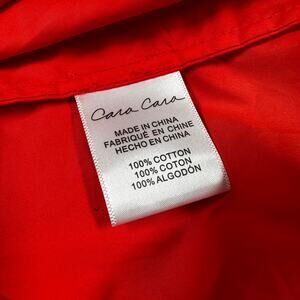 Cara Cara
MADE IN CHINA
FABRIQUÉ EN CHINE
HECHO EN CHINA
100% COTTON
100% COTON
100% ALGODÓN